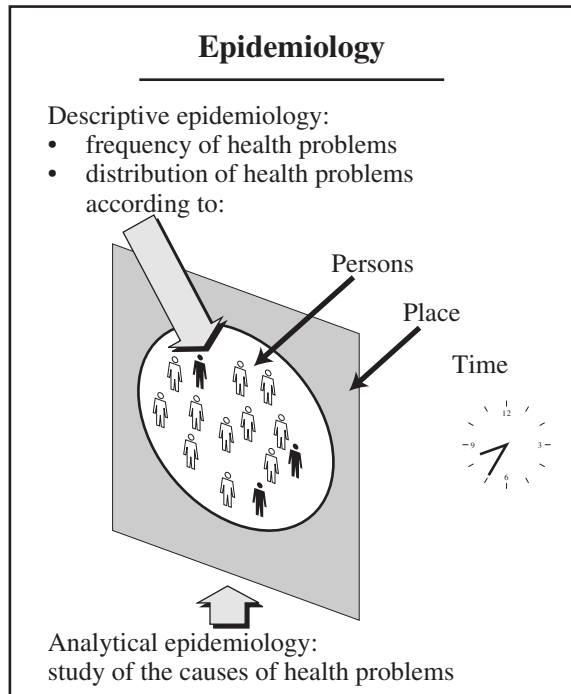 Epidemiology
Descriptive epidemiology:
• frequency of health problems
• distribution of health problems
according to:
Persons
Place
Time
12
9
3
6
Analytical epidemiology:
study of the causes of health problems